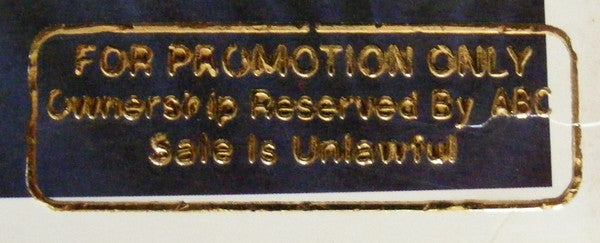 FOR PROMOTION ONLY
Ownership Reserved By ABC
Sale Is Unlawful